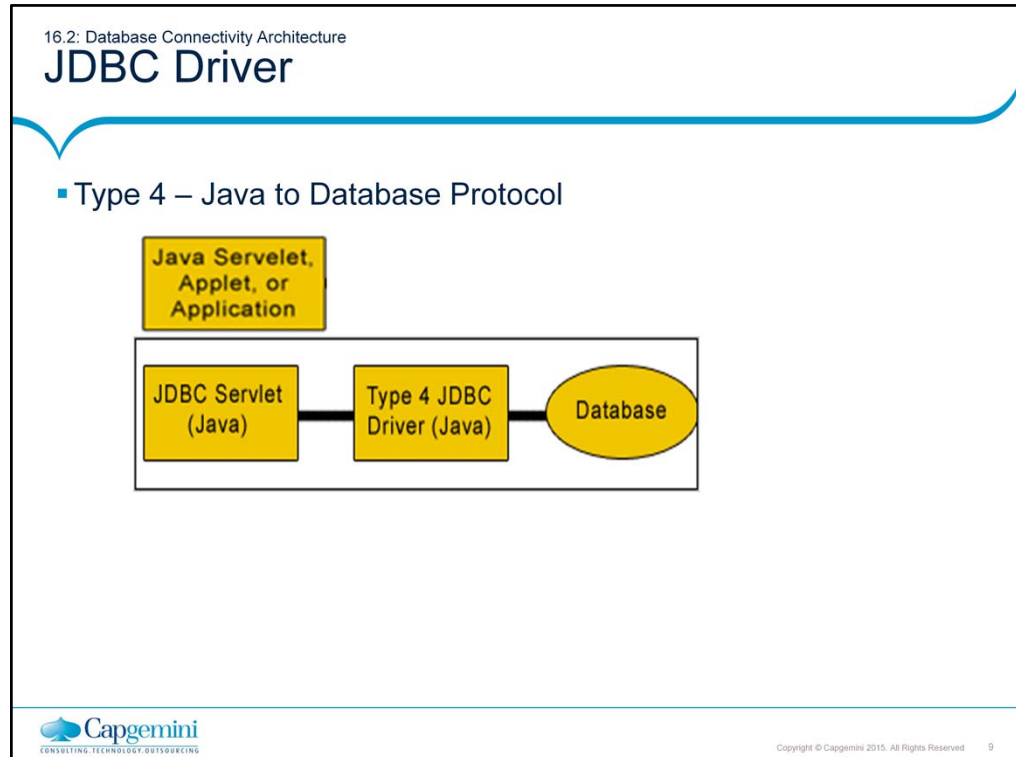 16.2: Database Connectivity Architecture
JDBC Driver
▪ Type 4 – Java to Database Protocol
Java Servelet,
Applet, or
Application
JDBC Servlet
(Java)
Type 4 JDBC
Driver (Java)
Database
Capgemini
CONSULTING.TECHNOLOGY.OUTSOURCING
Copyright © Capgemini 2015. All Rights Reserved 9